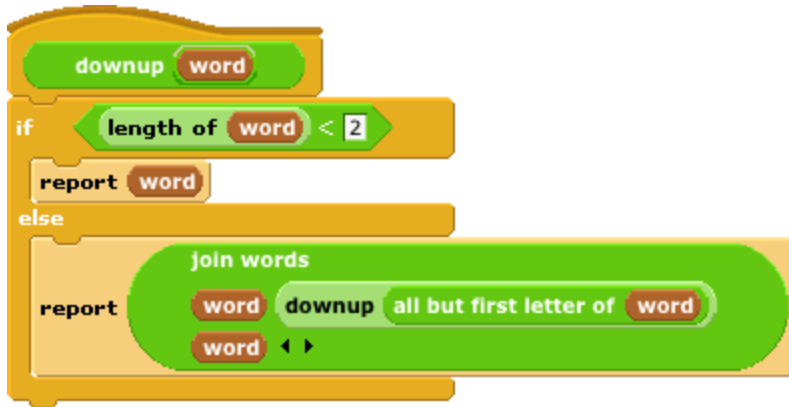 downup word
if length of word < 2
report word
else
join words
report word downup all but first letter of word
word